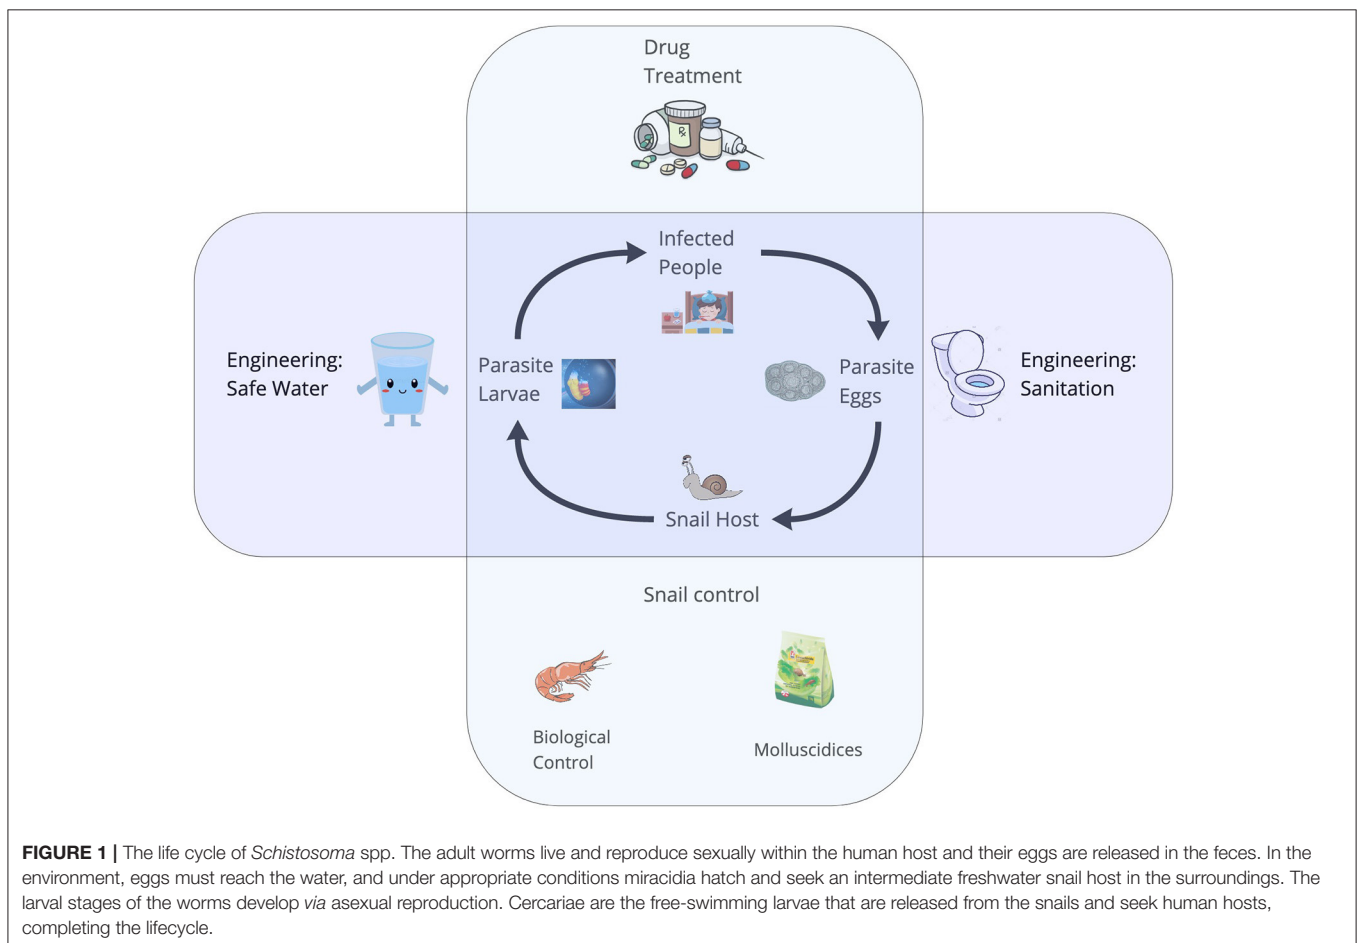 Drug
Treatment
Infected
People
Engineering:
Safe Water
Parasite
Larvae
Parasite
Eggs
Engineering:
Sanitation
Snail Host
Snail control
Biological
Control
Molluscidices
FIGURE 1 | The life cycle of Schistosoma spp. The adult worms live and reproduce sexually within the human host and their eggs are released in the feces. In the
environment, eggs must reach the water, and under appropriate conditions miracidia hatch and seek an intermediate freshwater snail host in the surroundings. The
larval stages of the worms develop via asexual reproduction. Cercariae are the free-swimming larvae that are released from the snails and seek human hosts,
completing the lifecycle.